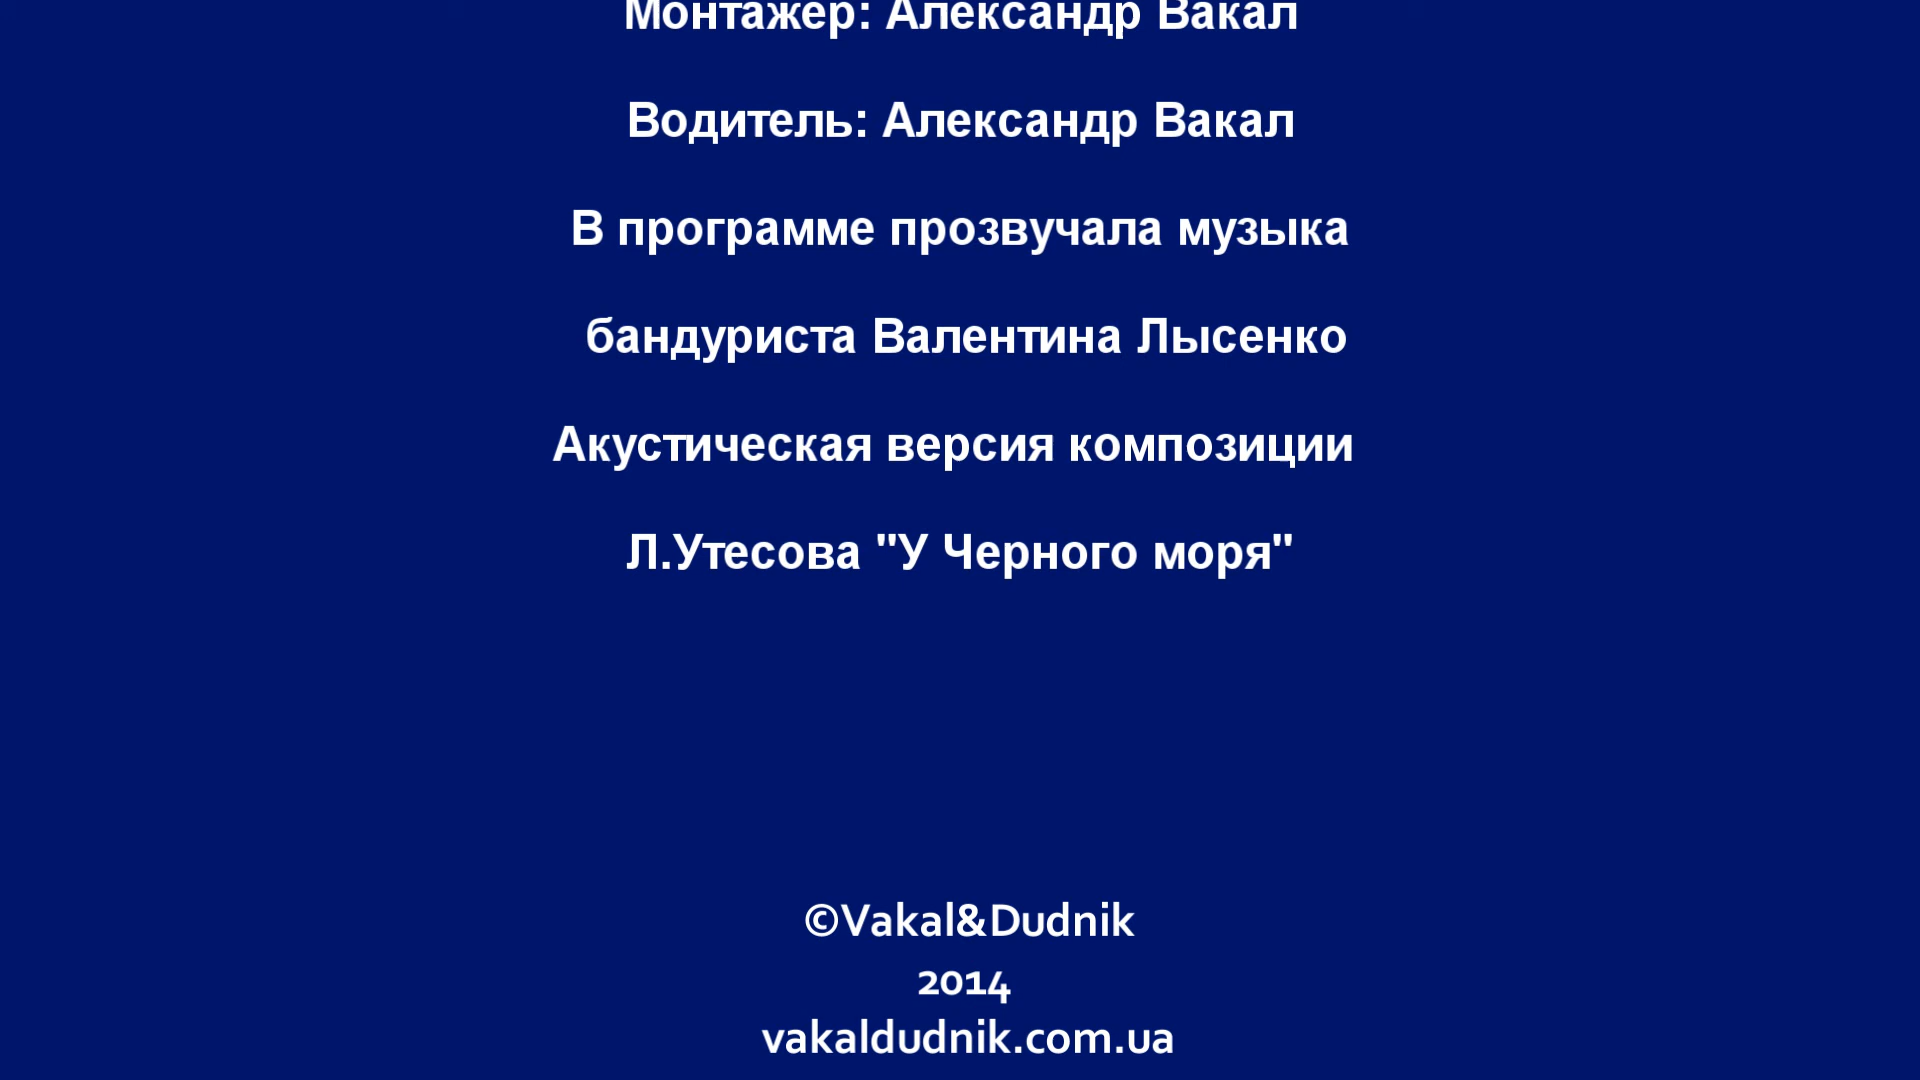 Монтажер: Александр Вакал
Водитель: Александр Вакал
В программе прозвучала музыка
бандуриста Валентина Лысенко
Акустическая версия композиции
Л.Утесова "У Черного моря"
©Vakal&Dudnik
2014
vakaldudnik.com.ua